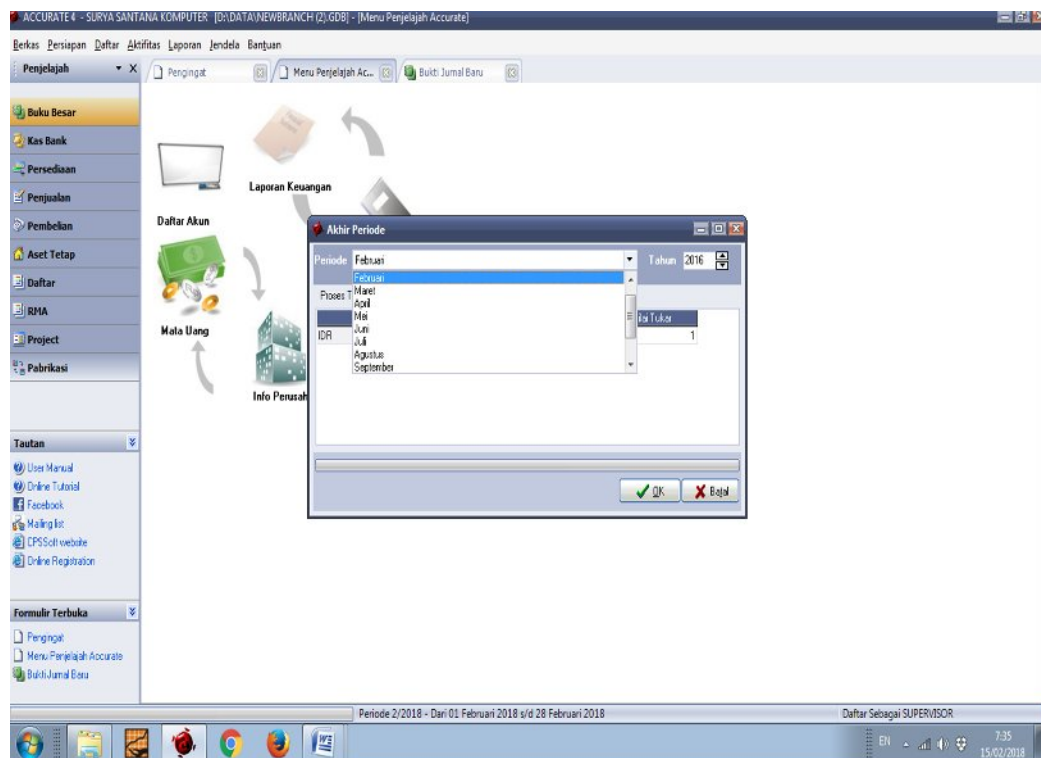 ACCURATE 4 - SURYA SANTANA KOMPUTER [D:\DATA\NEWBRANCH (2).GDB] - [Menu Penjelajah Accurate]
Berkas Persiapan Daftar Aktifitas Laporan Jendela Bantuan
Penjelajah X
Pengingat
Menu Penjelajah Ac...
Bukti Jurnal Baru
Buku Besar
Kas Bank
Persediaan
Penjualan
Pembelian
Aset Tetap
Daftar
RMA
Project
Pabrikasi
Laporan Keuangan
Daftar Akun
Mata Uang
Info Perusah
Akhir Periode
Periode Februari Tahun 2016
Februari
Maret
April
Mei
Juni
Juli
Agustus
September
Proses T
ilai Tukar
IDR 1
OK Batal
Tautan
User Manual
Online Tutorial
Facebook
Mailing list
CPSSoft website
Online Registration
Formulir Terbuka
Pengingat
Menu Penjelajah Accurate
Bukti Jurnal Baru
Periode 2/2018 - Dari 01 Februari 2018 s/d 28 Februari 2018
Daftar Sebagai SUPERVISOR
EN
7:35
15/02/2018